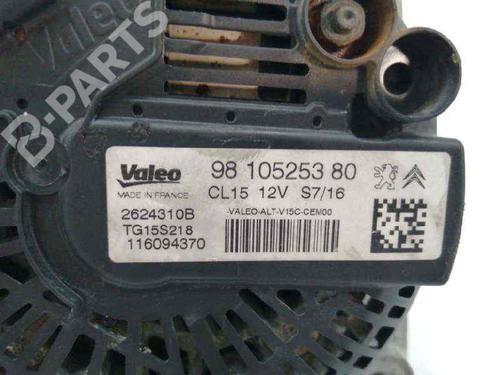 Valeo
B-PARTS
Valeo
MADE IN FRANCE
98 105253 80
CL15 12V S7/16
VALEO-ALT-V15C-CEM00
2624310B
TG15S218
116094370